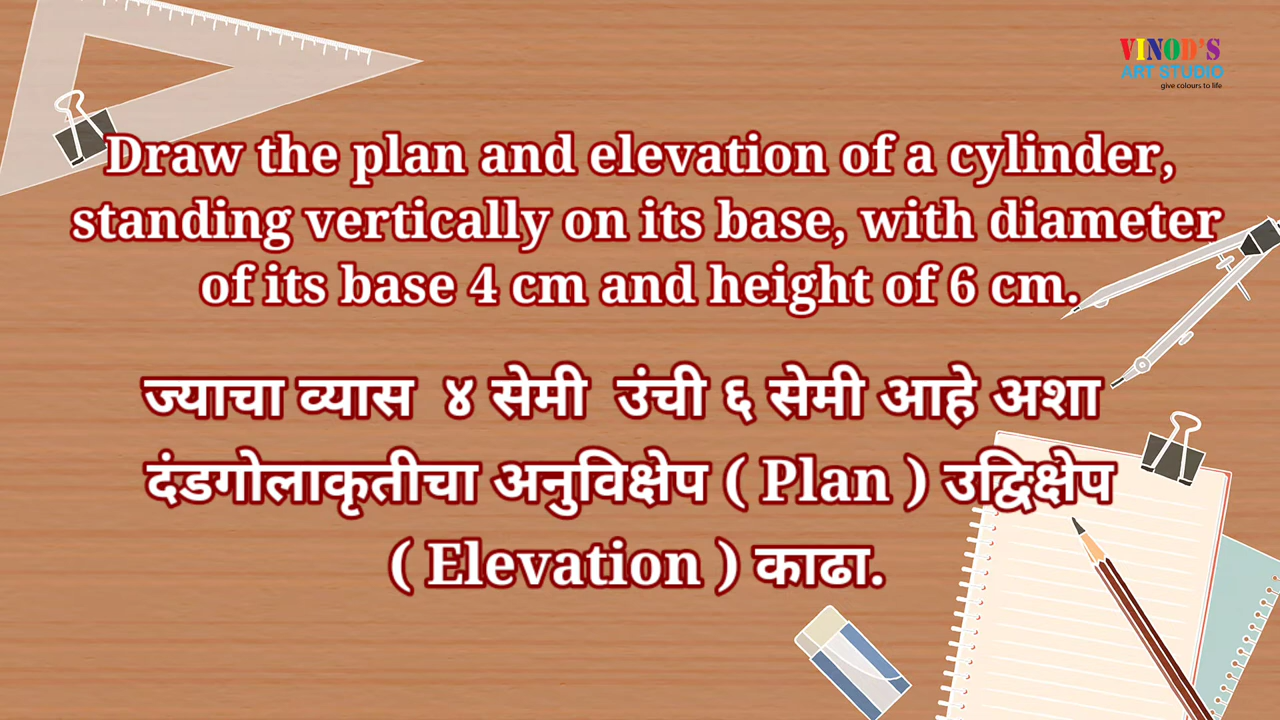 VINOD'S
ART STUDIO
give colours to life
Draw the plan and elevation of a cylinder,
standing vertically on its base, with diameter
of its base 4 cm and height of 6 cm.
ज्याचा व्यास ४ सेमी उंची ६ सेमी आहे अशा
दंडगोलाकृतीचा अनुविक्षेप ( Plan ) उद्विक्षेप
( Elevation ) काढा.